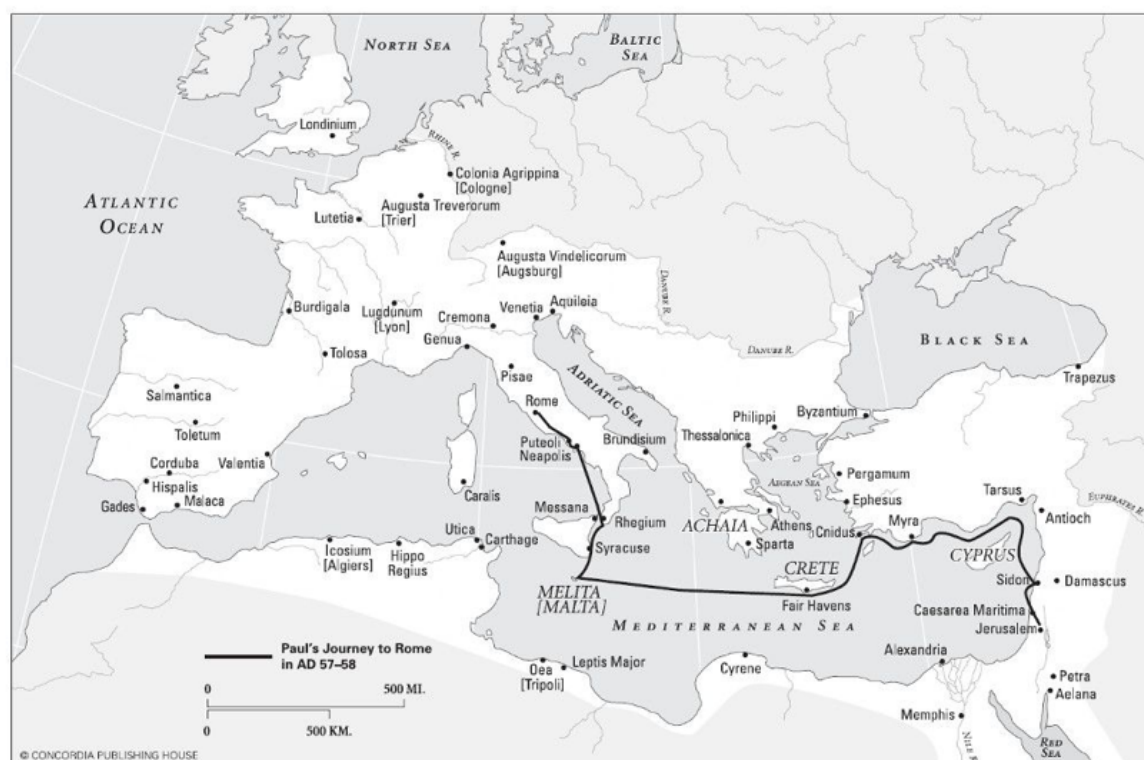 NORTH SEA
BALTIC
SEA
Londinium
RHINE R.
Colonia Agrippina
[Cologne]
ATLANTIC
OCEAN
Lutetia
Augusta Treverorum
[Trier]
Augusta Vindelicorum
[Augsburg]
DANUBE R.
Burdigala
Lugdunum
[Lyon]
Cremona
Venetia
Aquileia
Genua
DANUBE R.
BLACK SEA
Tolosa
Pisae
ADRIATIC SEA
Trapezus
Salmantica
Rome
Philippi
Byzantium
Toletum
Puteoli
Neapolis
Brundisium
Thessalonica
Corduba
Valentia
Hispalis
Malaca
Gades
Caralis
AEGEAN SEA
Pergamum
Ephesus
Tarsus
EUPHRATES R.
Antioch
Messana
Rhegium
ACHAIA
Athens
Sparta
Cnidus
Myra
Utica
Carthage
Icosium
[Algiers]
Hippo
Regius
Syracuse
CRETE
CYPRUS
MELITA
[MALTA]
Fair Havens
Sidon
Damascus
MEDITERRANEAN SEA
Caesarea Maritima
Jerusalem
Paul's Journey to Rome
in AD 57–58
Oea
[Tripoli]
Leptis Major
Cyrene
Alexandria
Petra
Aelana
0
500 MI.
0
500 KM.
Memphis
NILE R.
RED
SEA
© CONCORDIA PUBLISHING HOUSE